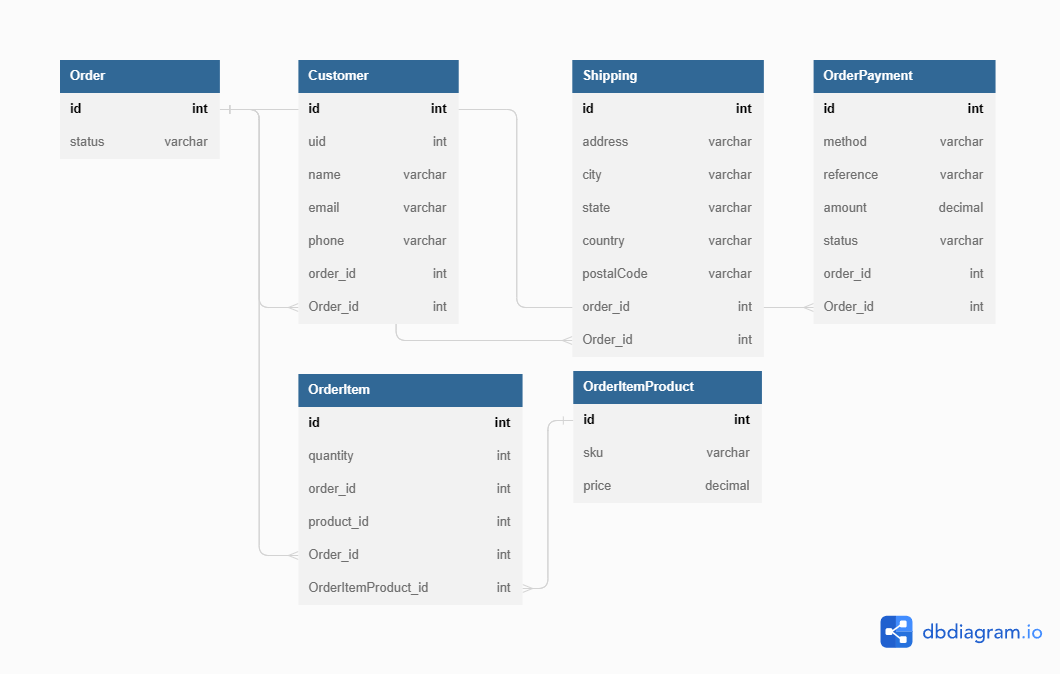 Order
id int
status varchar
Customer
id int
uid int
name varchar
email varchar
phone varchar
order_id int
Order_id int
Shipping
id int
address varchar
city varchar
state varchar
country varchar
postalCode varchar
order_id int
Order_id int
OrderPayment
id int
method varchar
reference varchar
amount decimal
status varchar
order_id int
Order_id int
OrderItem
id int
quantity int
order_id int
product_id int
Order_id int
OrderItemProduct_id int
OrderItemProduct
id int
sku varchar
price decimal
dbdiagram.io